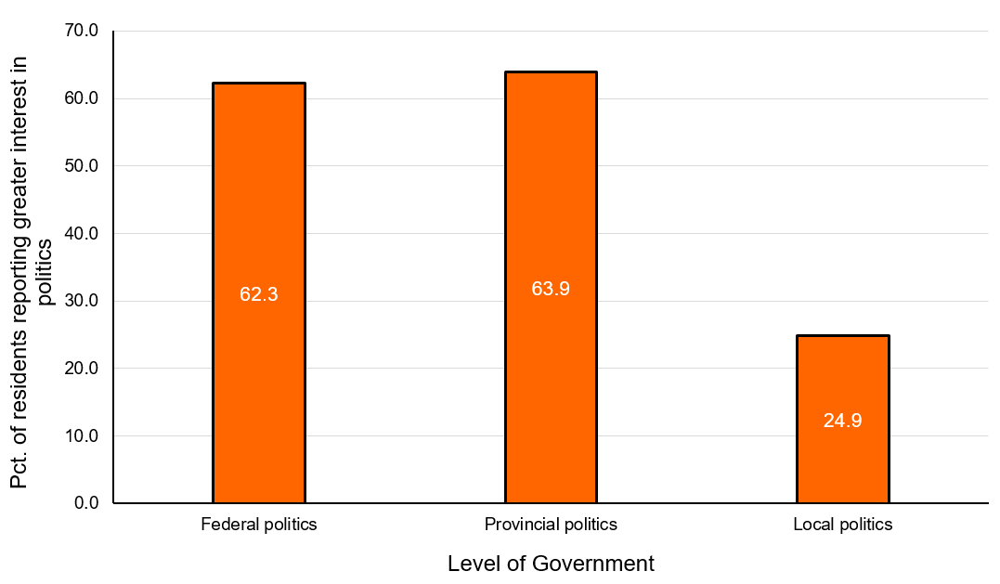 Pct. of residents reporting greater interest in
politics
70.0
60.0
50.0
40.0
30.0
20.0
10.0
0.0
62.3
63.9
24.9
Federal politics
Provincial politics
Local politics
Level of Government